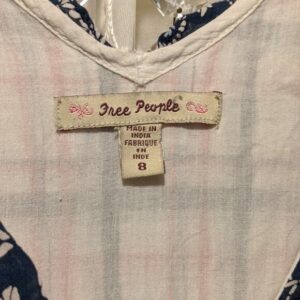 Free People
MADE IN
INDIA
FABRIQUE
EN
INDE
8